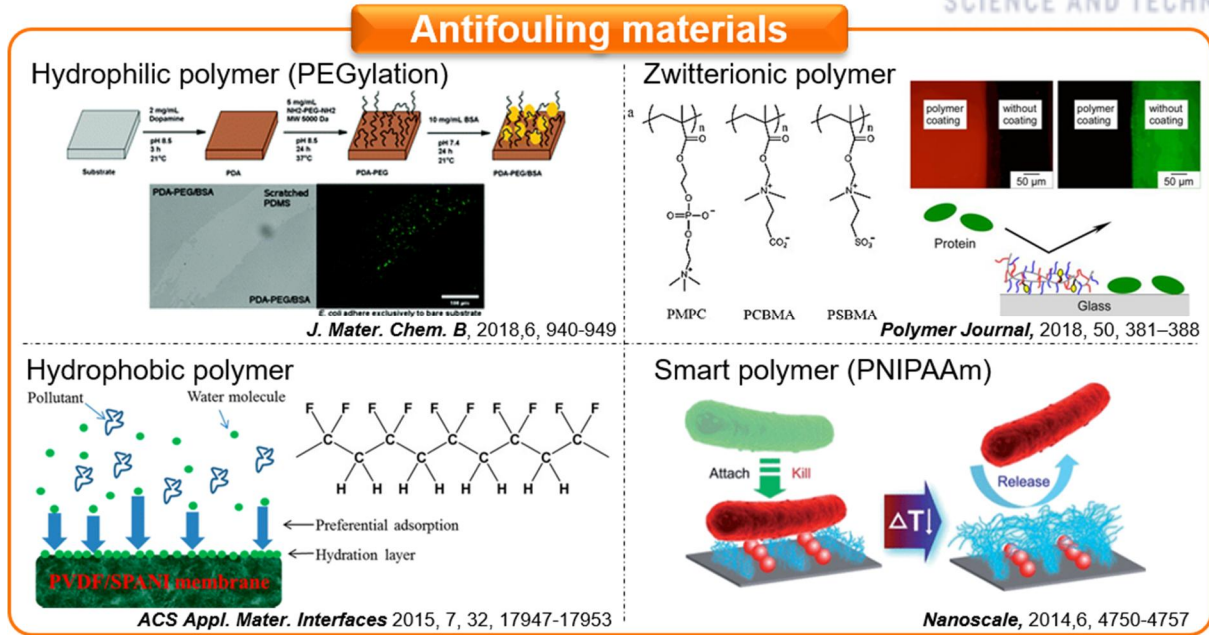 SCIENCE AND TECHN
Antifouling materials
Hydrophilic polymer (PEGylation)
2 mg/mL
Dopamine
pH 8.5
3 h
21°C
5 mg/mL
NH2-PEG-NH2
MW 5000 Da
pH 8.5
24 h
37°C
10 mg/mL BSA
pH 7.4
24 h
21°C
Substrate
PDA
PDA-PEG
PDA-PEG/BSA
PDA-PEG/BSA
Scratched
PDMS
PDA-PEG/BSA
100 µm
E. coli adhere exclusively to bare substrate
J. Mater. Chem. B, 2018,6, 940-949
Zwitterionic polymer
a
n
n
n
O
O
O
O
O
O
O
O
P
O⁻
O
N⁺
N⁺
N⁺
CO₂⁻
SO₃⁻
PMPC
PCBMA
PSBMA
polymer
coating
without
coating
50 µm
polymer
coating
without
coating
50 µm
Protein
Glass
Polymer Journal, 2018, 50, 381–388
Hydrophobic polymer
Pollutant
Water molecule
Preferential adsorption
Hydration layer
PVDF/SPANI membrane
F F F F F F F F F F
C C C C C
C C C C
H H H H H H H H
ACS Appl. Mater. Interfaces 2015, 7, 32, 17947-17953
Smart polymer (PNIPAAm)
Attach
Kill
ΔT↓
Release
Nanoscale, 2014,6, 4750-4757